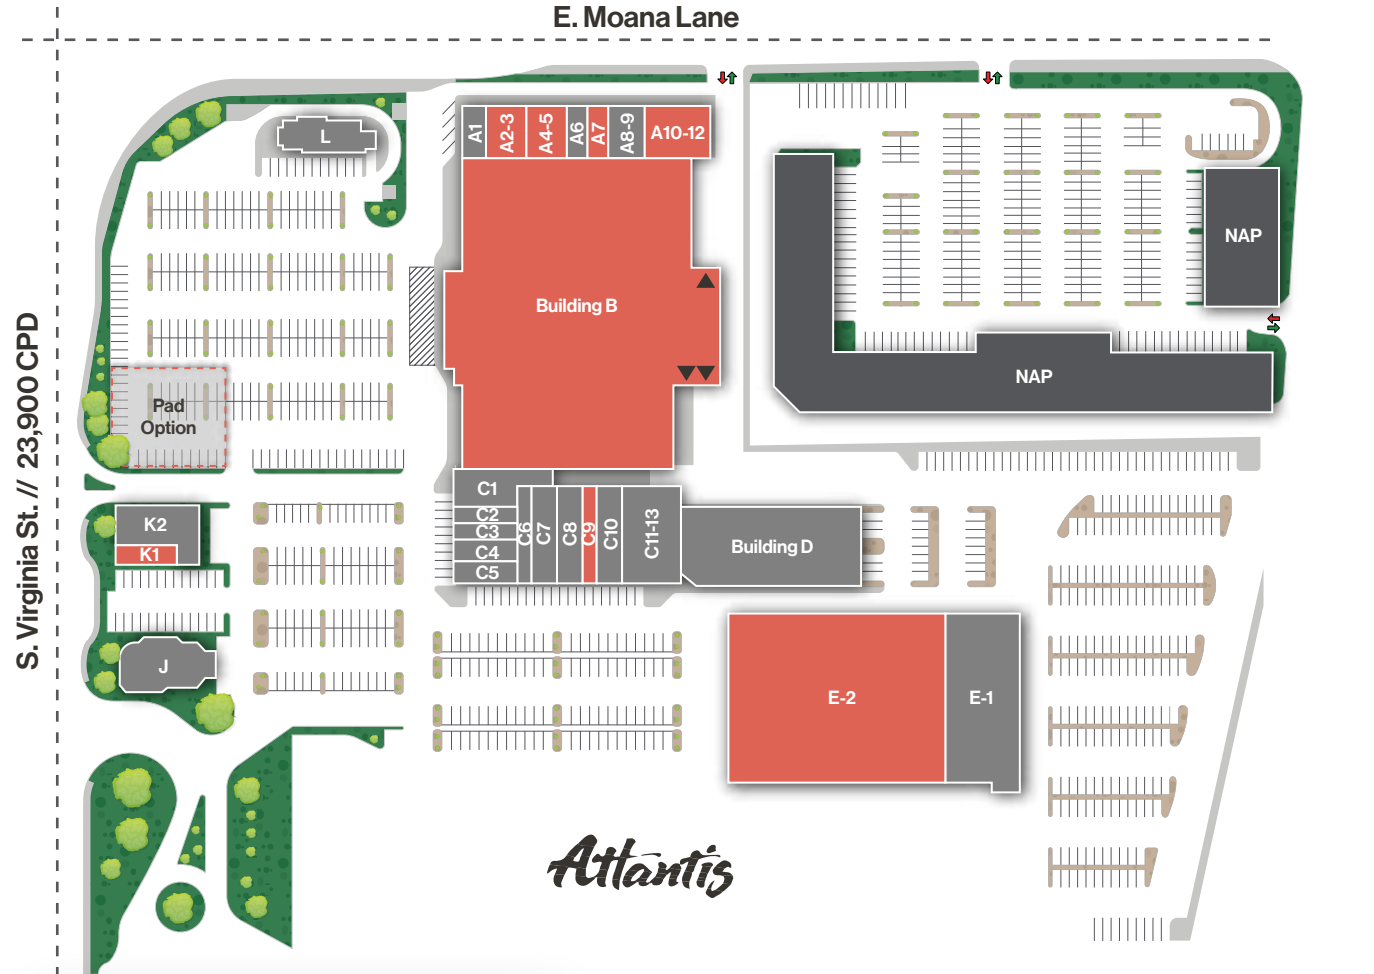 E. Moana Lane
S. Virginia St. // 23,900 CPD
L
A1
A2-3
A4-5
A6
A7
A8-9
A10-12
NAP
Building B
NAP
Pad
Option
C1
C2
C3
C4
C5
C6
C7
C8
C9
C10
C11-13
Building D
K2
K1
J
E-2
E-1
Atlantis